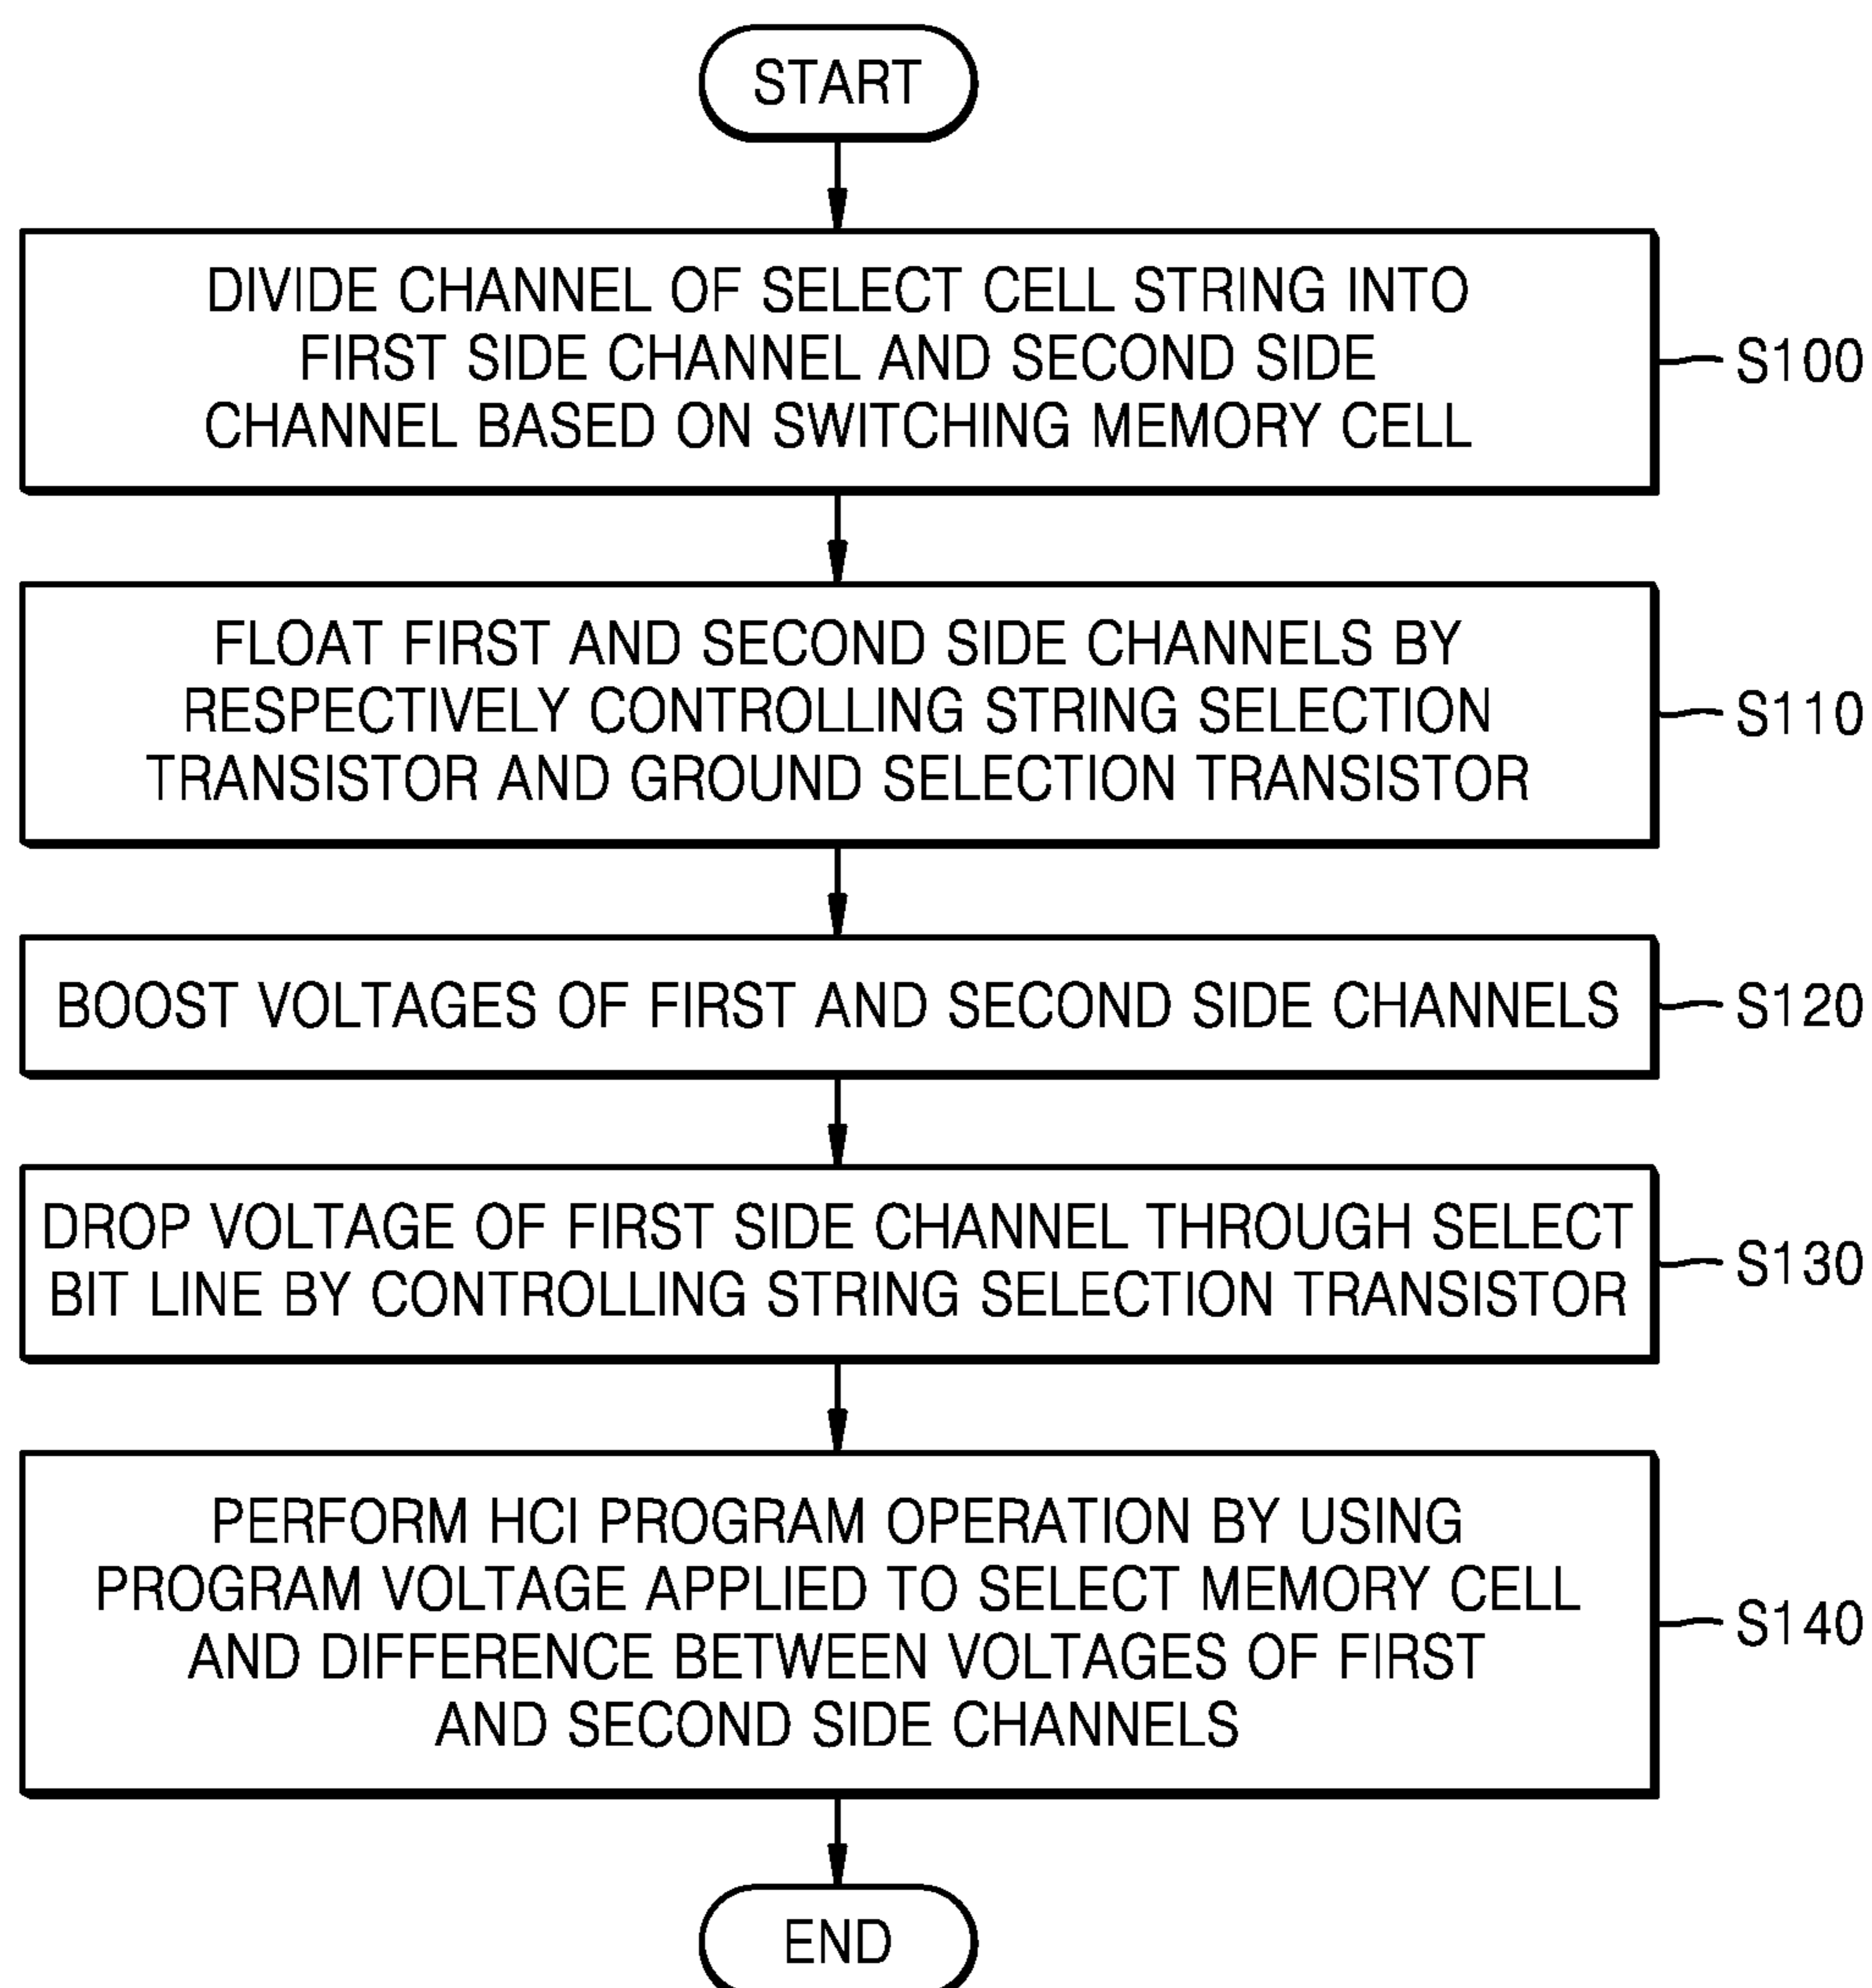 START
DIVIDE CHANNEL OF SELECT CELL STRING INTO
FIRST SIDE CHANNEL AND SECOND SIDE
CHANNEL BASED ON SWITCHING MEMORY CELL
S100
FLOAT FIRST AND SECOND SIDE CHANNELS BY
RESPECTIVELY CONTROLLING STRING SELECTION
TRANSISTOR AND GROUND SELECTION TRANSISTOR
S110
BOOST VOLTAGES OF FIRST AND SECOND SIDE CHANNELS
S120
DROP VOLTAGE OF FIRST SIDE CHANNEL THROUGH SELECT
BIT LINE BY CONTROLLING STRING SELECTION TRANSISTOR
S130
PERFORM HCI PROGRAM OPERATION BY USING
PROGRAM VOLTAGE APPLIED TO SELECT MEMORY CELL
AND DIFFERENCE BETWEEN VOLTAGES OF FIRST
AND SECOND SIDE CHANNELS
S140
END